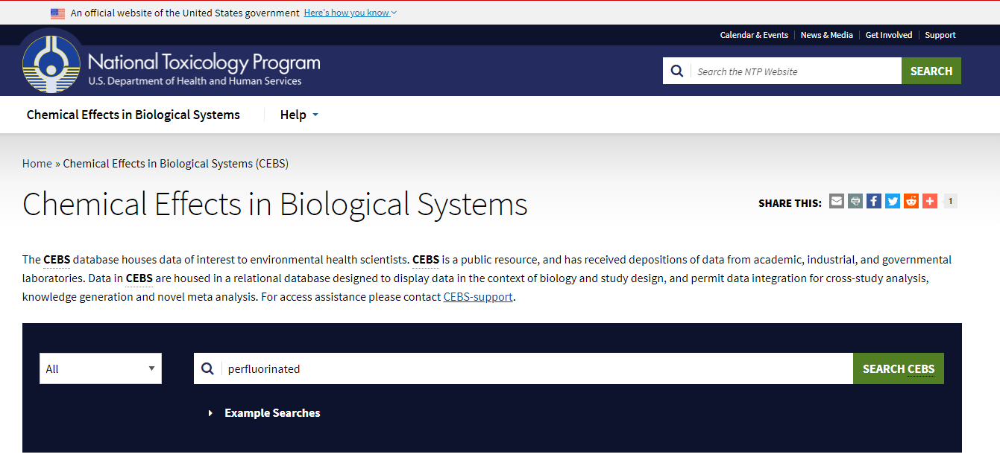 An official website of the United States government Here's how you know
Calendar & Events News & Media Get Involved Support
National Toxicology Program
U.S. Department of Health and Human Services
Search the NTP Website SEARCH
Chemical Effects in Biological Systems Help
Home » Chemical Effects in Biological Systems (CEBS)
Chemical Effects in Biological Systems
SHARE THIS: 1
The CEBS database houses data of interest to environmental health scientists. CEBS is a public resource, and has received depositions of data from academic, industrial, and governmental
laboratories. Data in CEBS are housed in a relational database designed to display data in the context of biology and study design, and permit data integration for cross-study analysis,
knowledge generation and novel meta analysis. For access assistance please contact CEBS-support.
All perfluorinated SEARCH CEBS
Example Searches